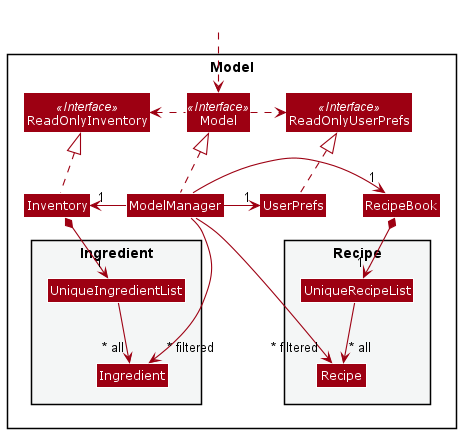 Model
«Interface»
ReadOnlyInventory
«Interface»
Model
«Interface»
ReadOnlyUserPrefs
1
Inventory
1
ModelManager
1
UserPrefs
RecipeBook
Ingredient
Recipe
1
UniqueIngredientList
1
UniqueRecipeList
* all
* filtered
* filtered
* all
Ingredient
Recipe